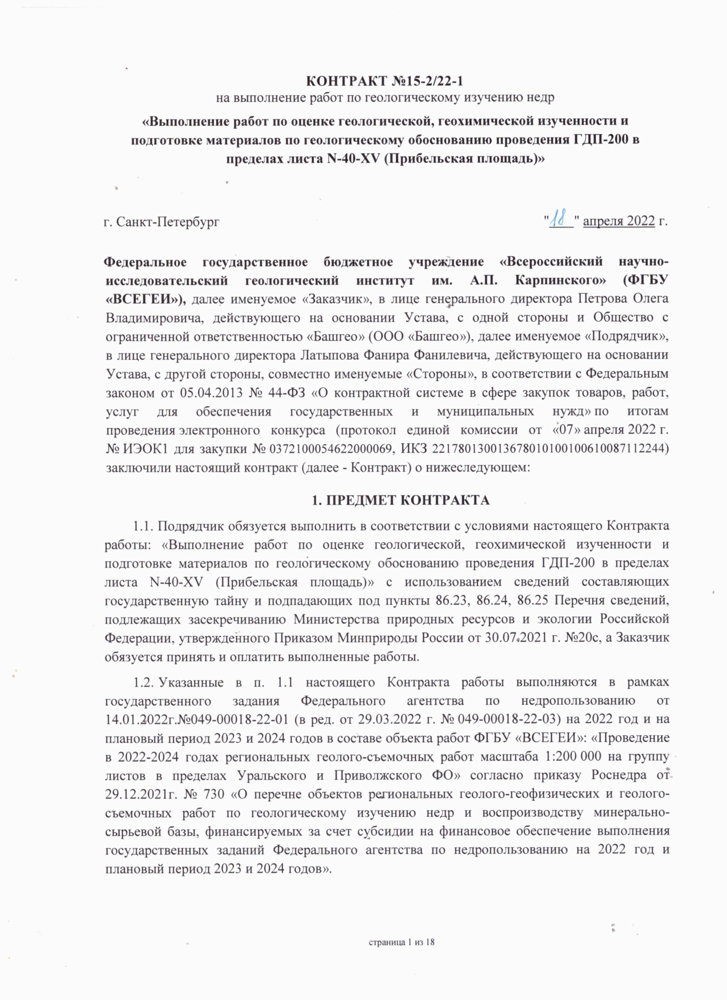 КОНТРАКТ №15-2/22-1
на выполнение работ по геологическому изучению недр
«Выполнение работ по оценке геологической, геохимической изученности и
подготовке материалов по геологическому обоснованию проведения ГДП-200 в
пределах листа N-40-XV (Прибельская площадь)»
г. Санкт-Петербург "18" апреля 2022 г.
Федеральное государственное бюджетное учреждение «Всероссийский научно-
исследовательский геологический институт им. А.П. Карпинского» (ФГБУ
«ВСЕГЕИ»), далее именуемое «Заказчик», в лице генерального директора Петрова Олега
Владимировича, действующего на основании Устава, с одной стороны и Общество с
ограниченной ответственностью «Башгео» (ООО «Башгео»), далее именуемое «Подрядчик»,
в лице генерального директора Латыпова Фанира Фанилевича, действующего на основании
Устава, с другой стороны, совместно именуемые «Стороны», в соответствии с Федеральным
законом от 05.04.2013 № 44-ФЗ «О контрактной системе в сфере закупок товаров, работ,
услуг для обеспечения государственных и муниципальных нужд» по итогам
проведения электронного конкурса (протокол единой комиссии от «07» апреля 2022 г.
№ ИЭОК1 для закупки № 0372100054622000069, ИКЗ 221780130013678010100100610087112244)
заключили настоящий контракт (далее - Контракт) о нижеследующем:
1. ПРЕДМЕТ КОНТРАКТА
1.1. Подрядчик обязуется выполнить в соответствии с условиями настоящего Контракта
работы: «Выполнение работ по оценке геологической, геохимической изученности и
подготовке материалов по геологическому обоснованию проведения ГДП-200 в пределах
листа N-40-XV (Прибельская площадь)» с использованием сведений составляющих
государственную тайну и подпадающих под пункты 86.23, 86.24, 86.25 Перечня сведений,
подлежащих засекречиванию Министерства природных ресурсов и экологии Российской
Федерации, утвержденного Приказом Минприроды России от 30.07.2021 г. №20с, а Заказчик
обязуется принять и оплатить выполненные работы.
1.2. Указанные в п. 1.1 настоящего Контракта работы выполняются в рамках
государственного задания Федерального агентства по недропользованию от
14.01.2022г.№049-00018-22-01 (в ред. от 29.03.2022 г. № 049-00018-22-03) на 2022 год и на
плановый период 2023 и 2024 годов в составе объекта работ ФГБУ «ВСЕГЕИ»: «Проведение
в 2022-2024 годах региональных геолого-съемочных работ масштаба 1:200 000 на группу
листов в пределах Уральского и Приволжского ФО» согласно приказу Роснедра от
29.12.2021г. № 730 «О перечне объектов региональных геолого-геофизических и геолого-
съемочных работ по геологическому изучению недр и воспроизводству минерально-
сырьевой базы, финансируемых за счет субсидии на финансовое обеспечение выполнения
государственных заданий Федерального агентства по недропользованию на 2022 год и
плановый период 2023 и 2024 годов».
страница 1 из 18